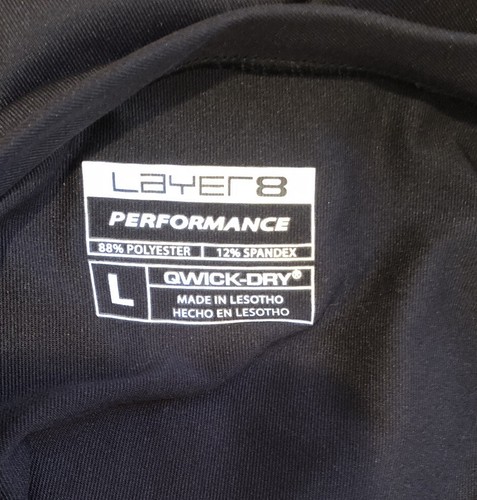 LaYER8
PERFORMANCE
88% POLYESTER | 12% SPANDEX
L
QWICK-DRY®
MADE IN LESOTHO
HECHO EN LESOTHO